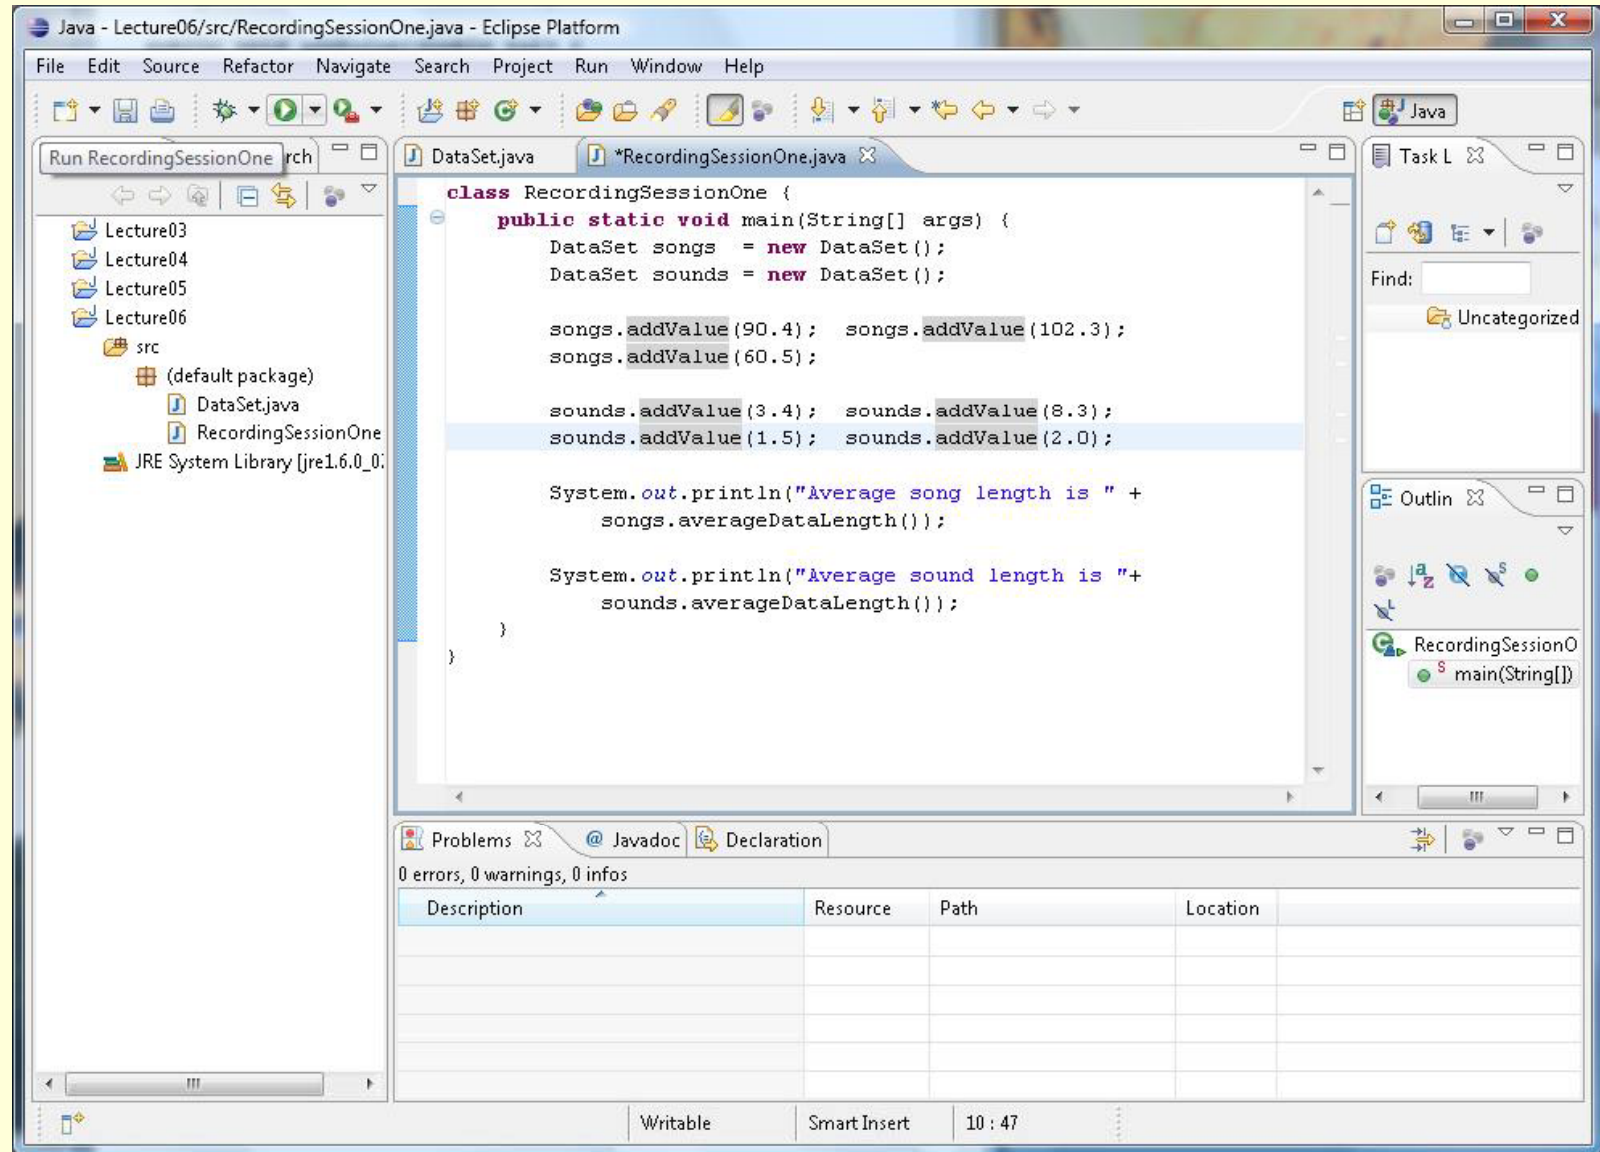 Java - Lecture06/src/RecordingSessionOne.java - Eclipse Platform
File Edit Source Refactor Navigate Search Project Run Window Help
Java
Run RecordingSessionOne
DataSet.java *RecordingSessionOne.java
Task L
Lecture03
Lecture04
Lecture05
Lecture06
src
(default package)
DataSet.java
RecordingSessionOne
JRE System Library [jre1.6.0_0
class RecordingSessionOne {
public static void main(String[] args) {
DataSet songs = new DataSet();
DataSet sounds = new DataSet();
songs.addValue(90.4); songs.addValue(102.3);
songs.addValue(60.5);
sounds.addValue(3.4); sounds.addValue(8.3);
sounds.addValue(1.5); sounds.addValue(2.0);
System.out.println("Average song length is " +
songs.averageDataLength());
System.out.println("Average sound length is "+
sounds.averageDataLength());
}
}
Find:
Uncategorized
Outlin
RecordingSessionO
main(String[])
Problems @ Javadoc Declaration
0 errors, 0 warnings, 0 infos
Description Resource Path Location
Writable Smart Insert 10 : 47